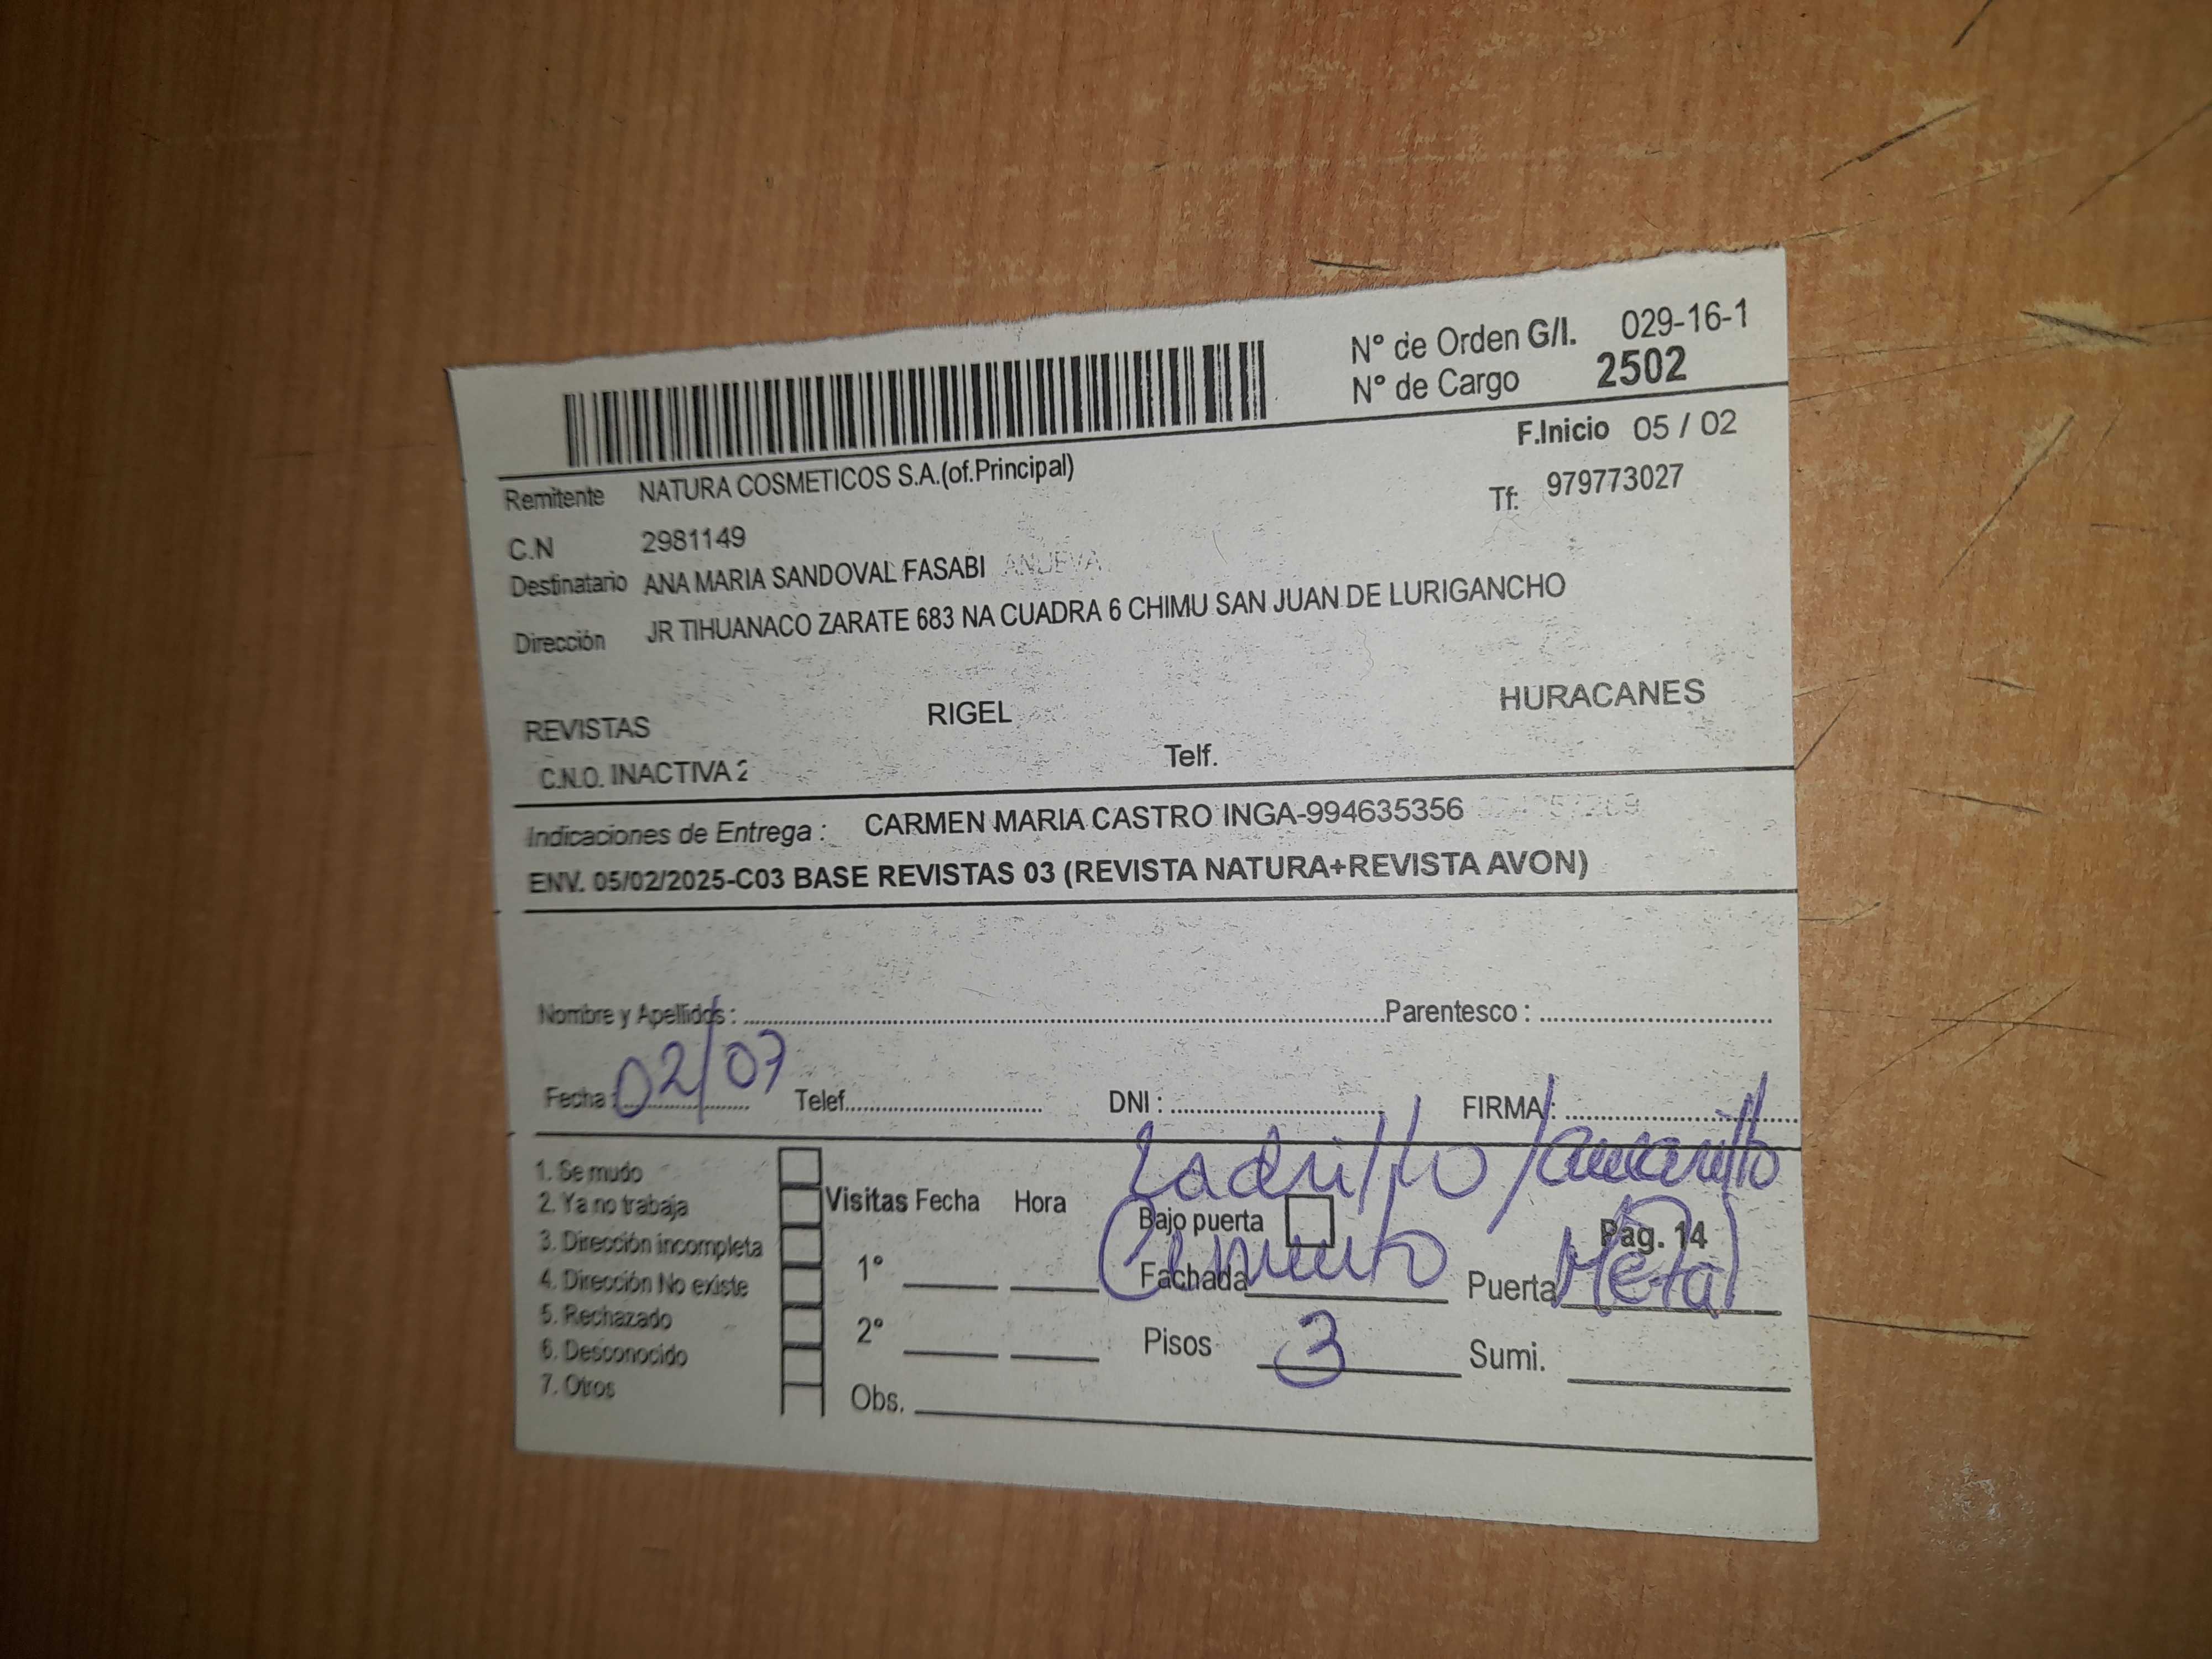 N° de Orden G/I. 029-16-1
N° de Cargo 2502
F.Inicio 05 / 02
Remitente NATURA COSMETICOS S.A.(of.Principal)
Tf: 979773027
C.N 2981149
Destinatario ANA MARIA SANDOVAL FASABI ANUEVA
Dirección JR TIHUANACO ZARATE 683 NA CUADRA 6 CHIMU SAN JUAN DE LURIGANCHO
REVISTAS RIGEL HURACANES
C.N.O. INACTIVA 2 Telf.
Indicaciones de Entrega : CARMEN MARIA CASTRO INGA-994635356
ENV. 05/02/2025-C03 BASE REVISTAS 03 (REVISTA NATURA+REVISTA AVON)
Nombre y Apellidos : Parentesco :
Fecha : 02/07 Telef. DNI : FIRMA :
Ladrillo / amarillo
1. Se mudo
2. Ya no trabaja
3. Dirección incompleta
4. Dirección No existe
5. Rechazado
6. Desconocido
7. Otros
Visitas Fecha Hora
1°
2°
Obs.
Bajo puerta Pag. 14
Fachada Cemento Puerta Metal
Pisos 3 Sumi.